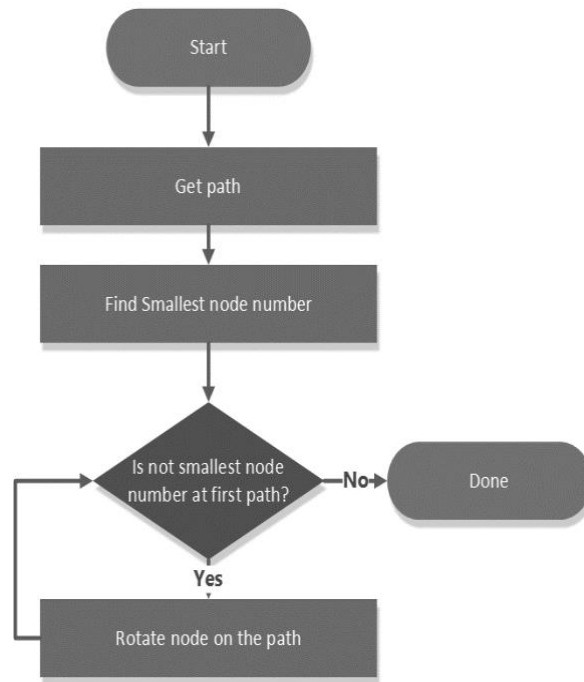 Start
Get path
Find Smallest node number
Is not smallest node
number at first path?
No
Done
Yes
Rotate node on the path